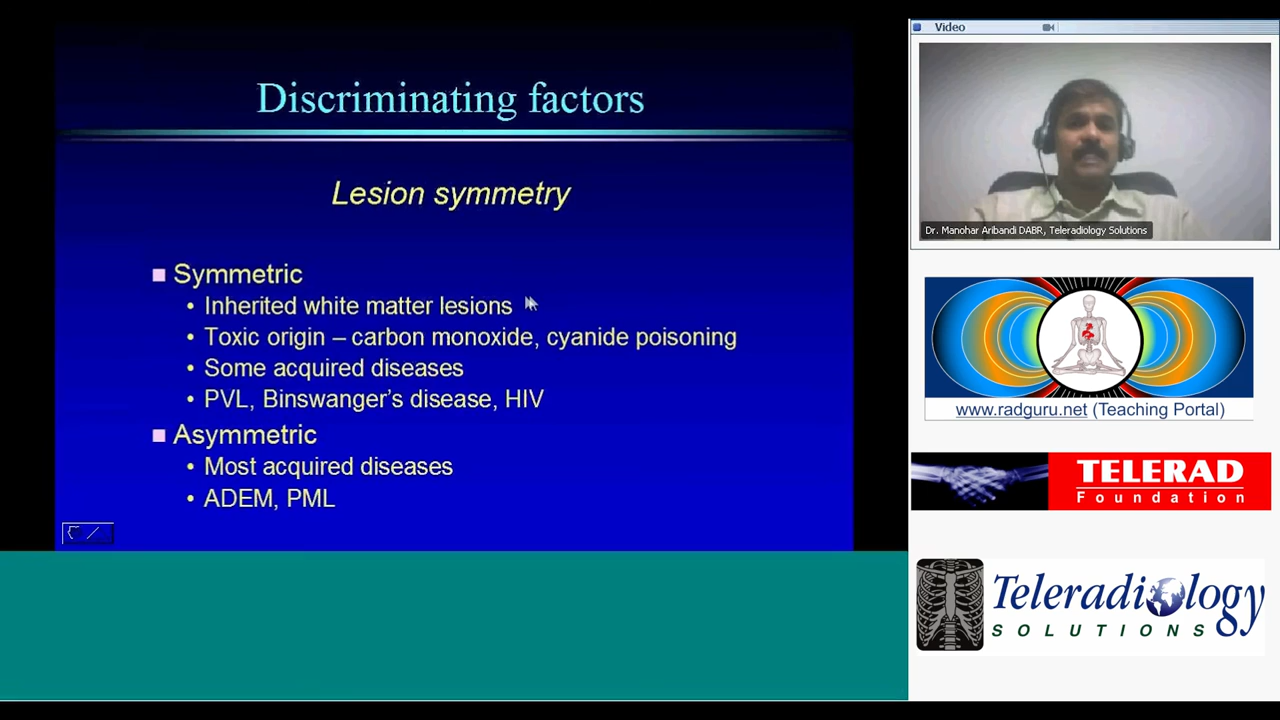 Discriminating factors
Lesion symmetry
Symmetric
• Inherited white matter lesions
• Toxic origin – carbon monoxide, cyanide poisoning
• Some acquired diseases
• PVL, Binswanger's disease, HIV
Asymmetric
• Most acquired diseases
• ADEM, PML
Video
Dr. Manohar Aribandi DABR, Teleradiology Solutions
www.radguru.net (Teaching Portal)
TELERAD
Foundation
Teleradiology
SOLUTIONS